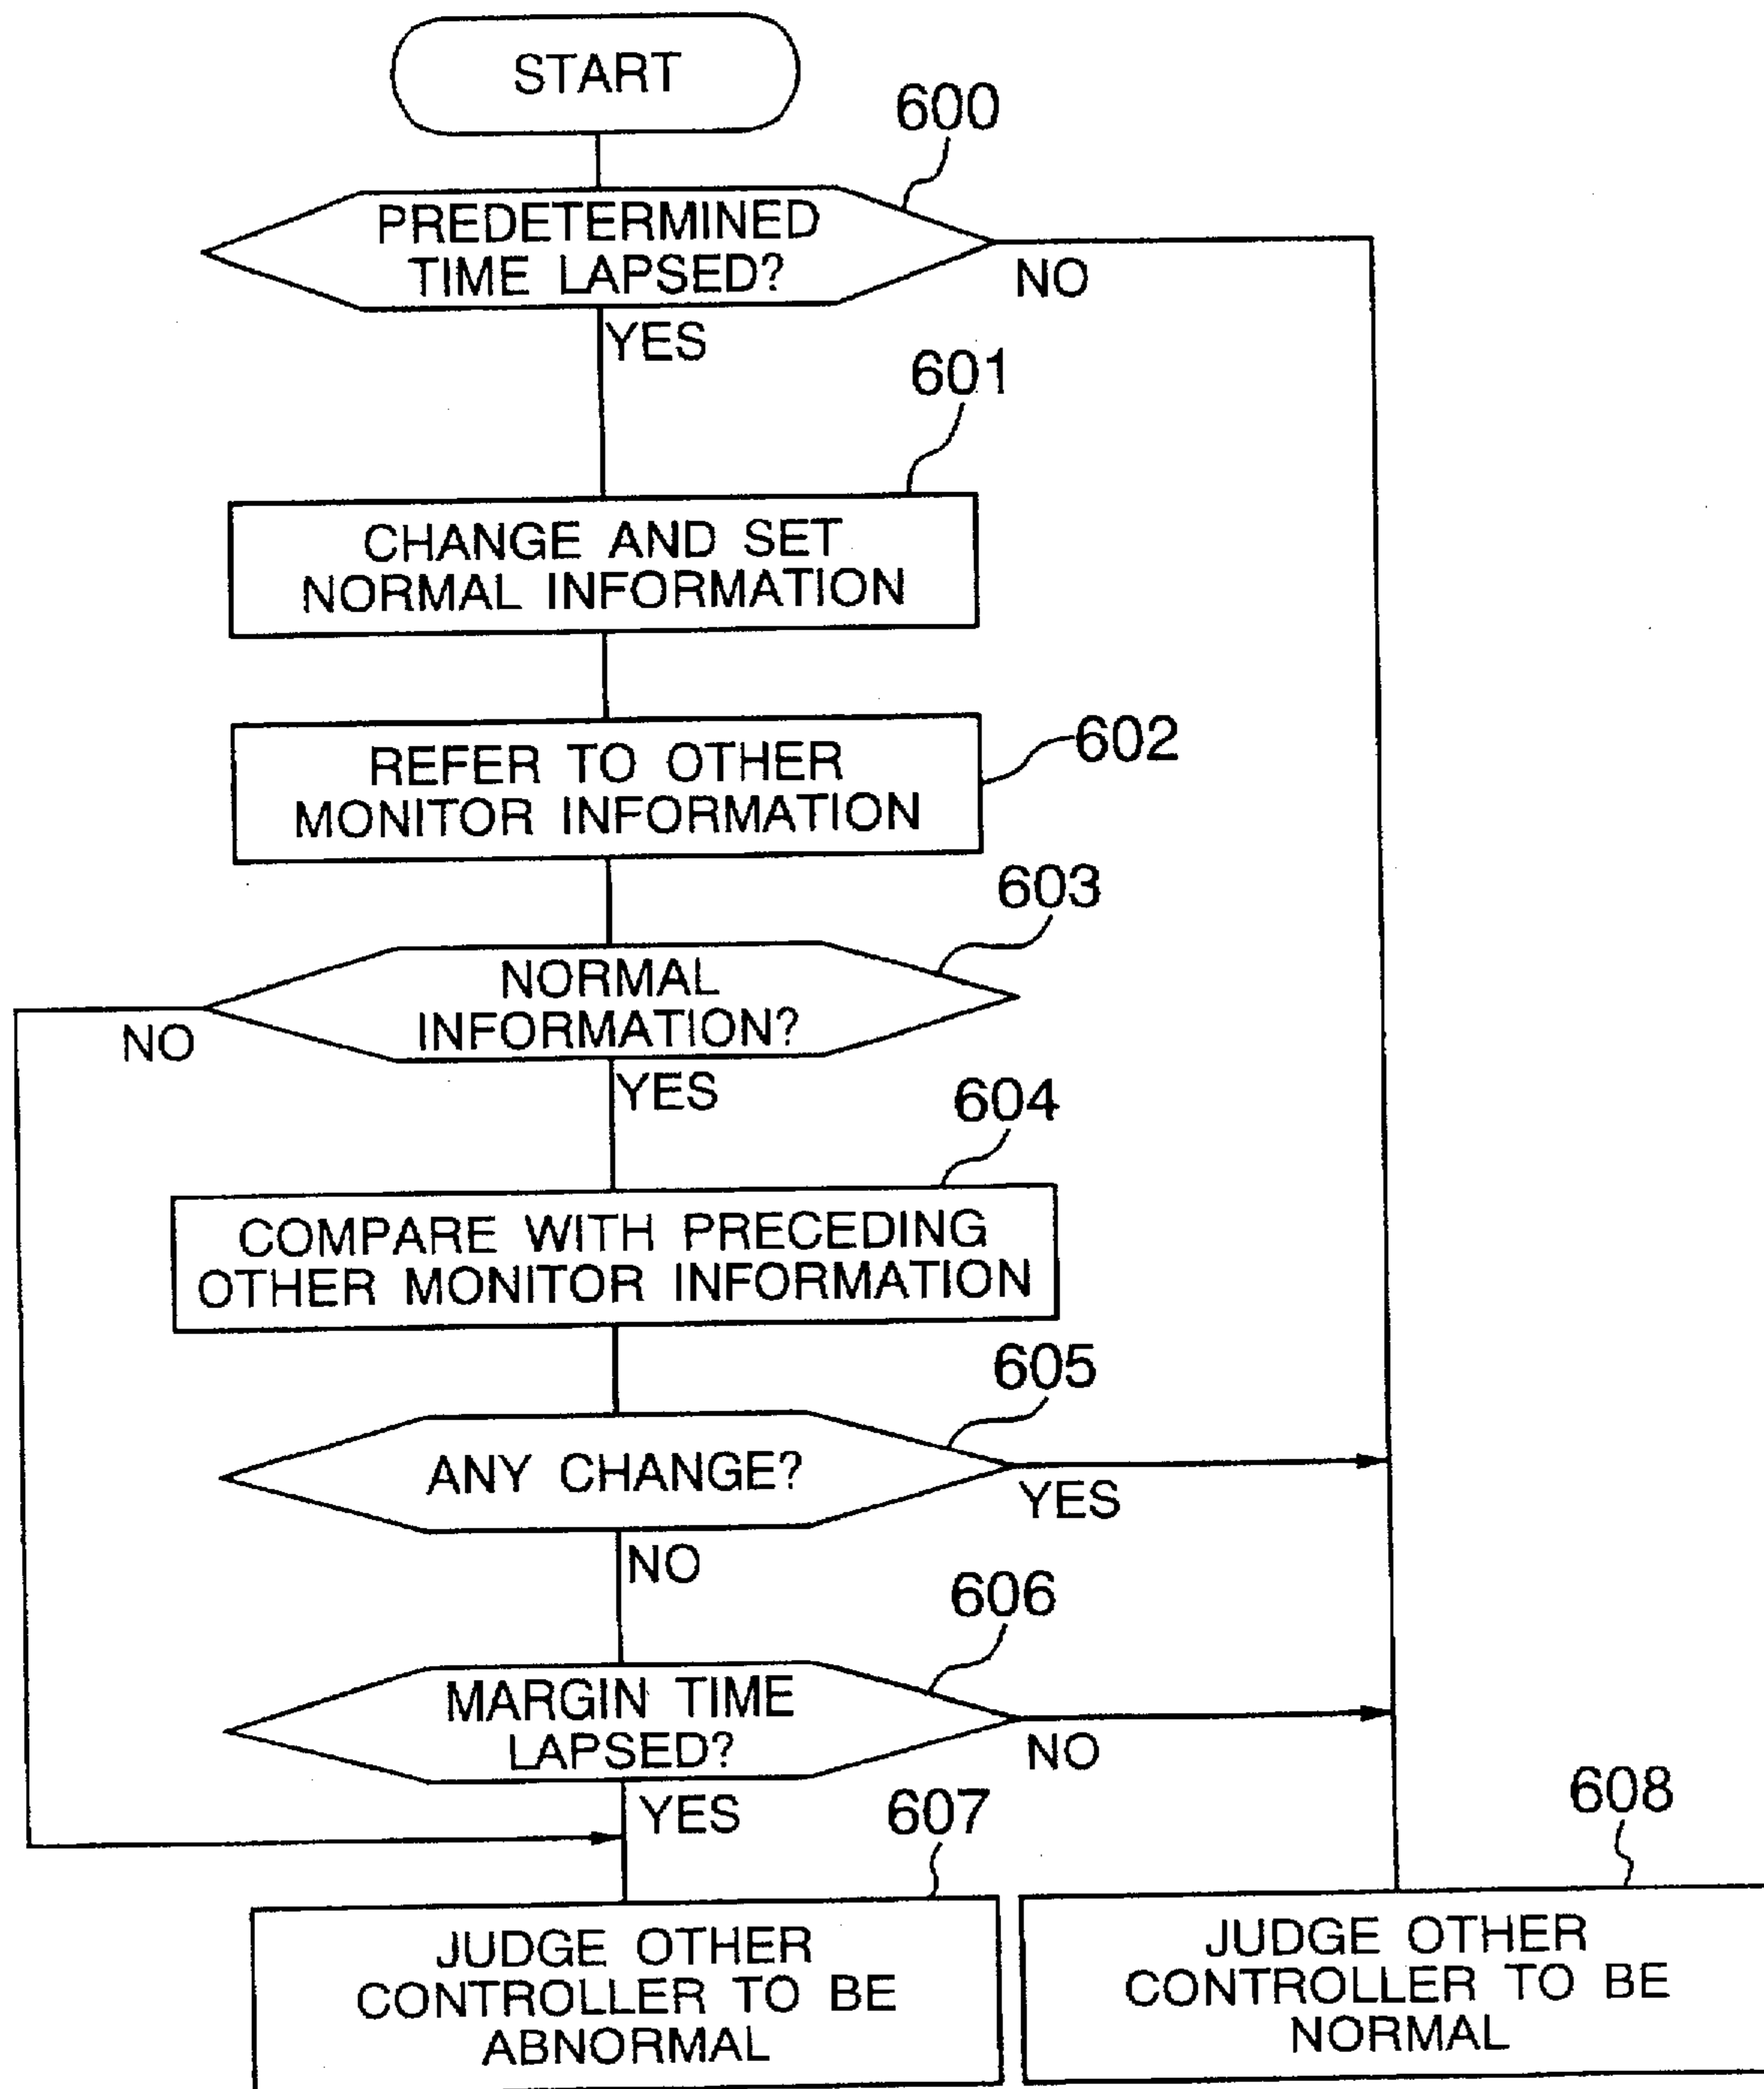 START
600
PREDETERMINED
TIME LAPSED?
NO
YES
601
CHANGE AND SET
NORMAL INFORMATION
602
REFER TO OTHER
MONITOR INFORMATION
603
NORMAL
INFORMATION?
NO
YES
604
COMPARE WITH PRECEDING
OTHER MONITOR INFORMATION
605
ANY CHANGE?
YES
NO
606
MARGIN TIME
LAPSED?
NO
YES
607
608
JUDGE OTHER
CONTROLLER TO BE
ABNORMAL
JUDGE OTHER
CONTROLLER TO BE
NORMAL